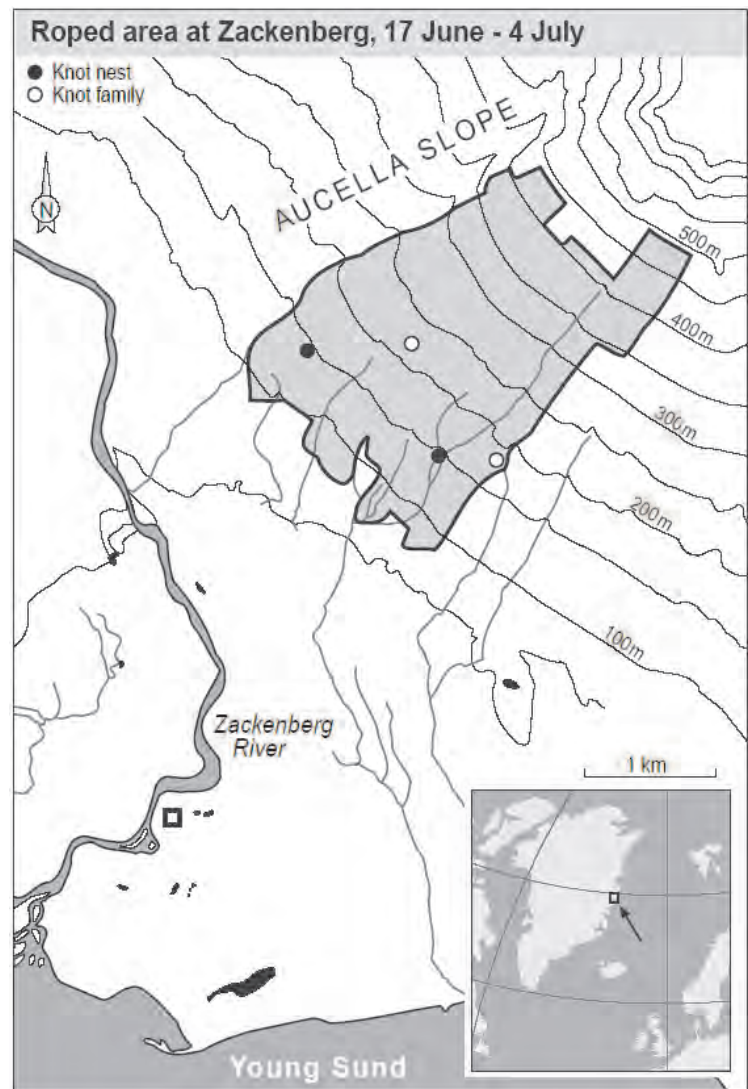 Roped area at Zackenberg, 17 June - 4 July
Knot nest
Knot family
N
AUCELLA SLOPE
500m
400m
300m
200m
100m
Zackenberg
River
1 km
Young Sund